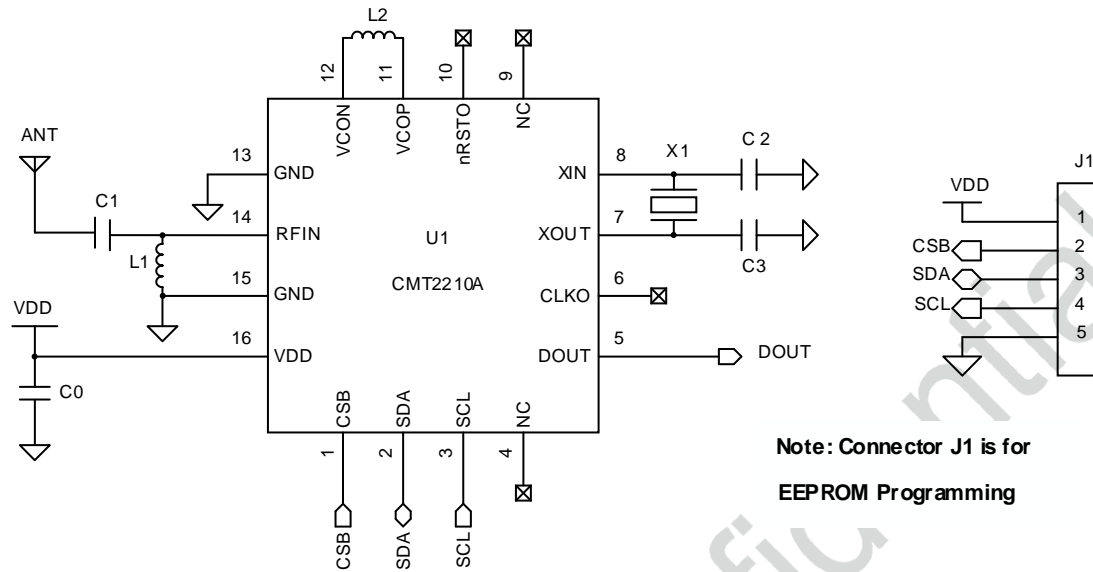 L2
12
11
10
9
VCON
VCOP
nRSTO
NC
ANT
C1
L1
13
GND
14
RFIN
15
GND
16
VDD
VDD
C0
U1
CMT2210A
XIN
8
XOUT
7
CLKO
6
DOUT
5
DOUT
X1
C2
C3
CSB
SDA
SCL
NC
1
2
3
4
CSB
SDA
SCL
J1
VDD
1
CSB
2
SDA
3
SCL
4
5
Note: Connector J1 is for
EEPROM Programming